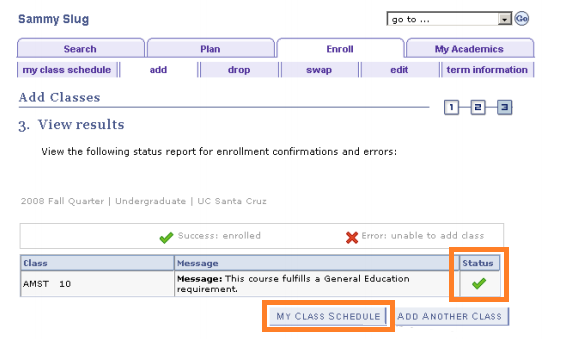 Sammy Slug
go to ...
Go
Search Plan Enroll My Academics
my class schedule add drop swap edit term information
Add Classes
1 2 3
3. View results
View the following status report for enrollment confirmations and errors:
2008 Fall Quarter | Undergraduate | UC Santa Cruz
Success: enrolled Error: unable to add class
Class Message Status
AMST 10 Message: This course fulfills a General Education
requirement.
MY CLASS SCHEDULE ADD ANOTHER CLASS